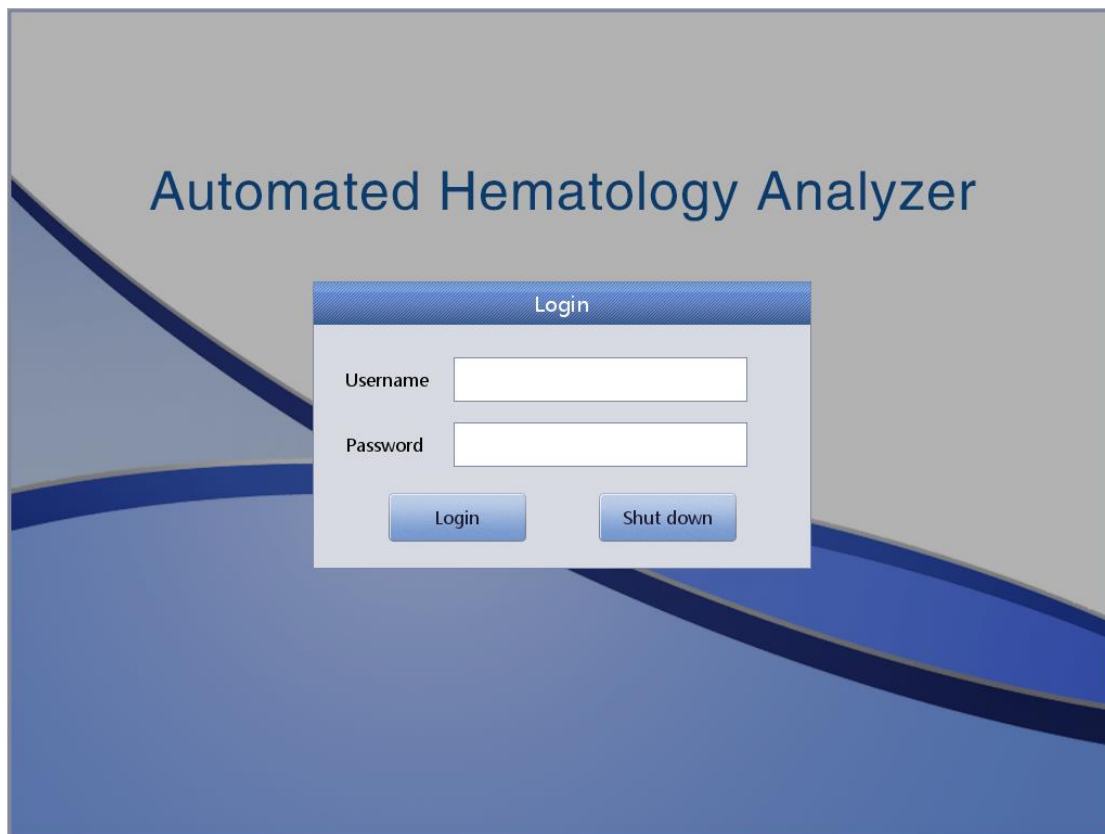 Automated Hematology Analyzer
Login
Username
Password
Login Shut down